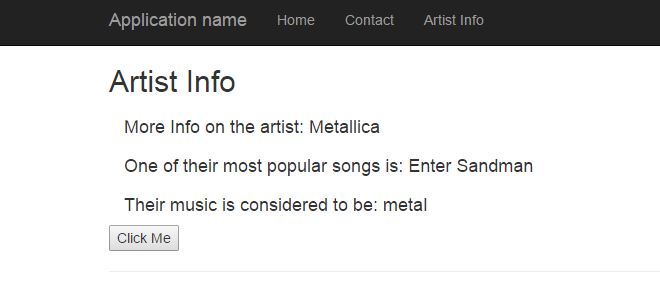 Application name Home Contact Artist Info
Artist Info
More Info on the artist: Metallica
One of their most popular songs is: Enter Sandman
Their music is considered to be: metal
Click Me